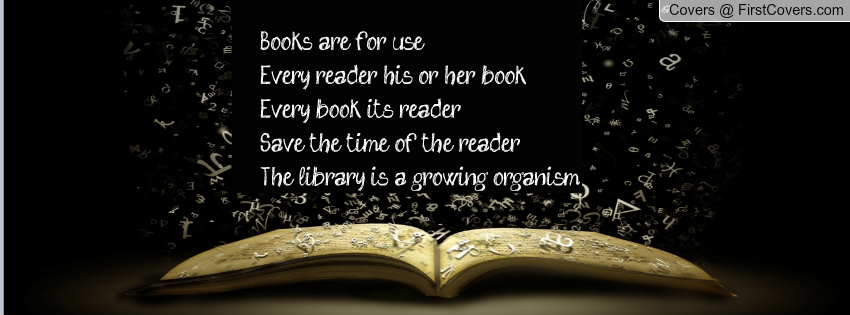 Covers @ FirstCovers.com
Books are for use
Every reader his or her book
Every book its reader
Save the time of the reader
The library is a growing organism